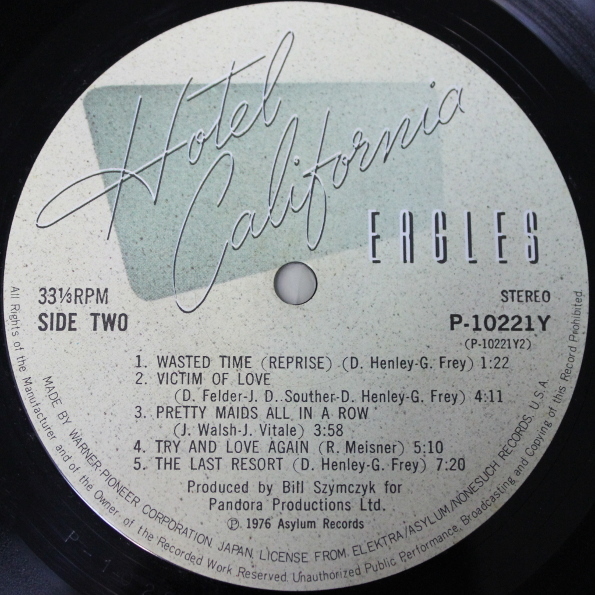 Hotel
California
EAGLES
33⅓RPM
STEREO
SIDE TWO
P-10221Y
(P-10221Y2)
1. WASTED TIME (REPRISE) (D. Henley-G. Frey) 1:22
2. VICTIM OF LOVE
(D. Felder-J. D. Souther-D. Henley-G. Frey) 4:11
3. PRETTY MAIDS ALL IN A ROW
(J. Walsh-J. Vitale) 3:58
4. TRY AND LOVE AGAIN (R. Meisner) 5:10
5. THE LAST RESORT (D. Henley-G. Frey) 7:20
Produced by Bill Szymczyk for
Pandora Productions Ltd.
Ⓟ 1976 Asylum Records
MADE BY WARNER-PIONEER CORPORATION, JAPAN, LICENSE FROM ELEKTRA/ASYLUM/NONESUCH RECORDS, U.S.A.
All Rights of the Manufacturer and of the Owner of the Recorded Work Reserved. Unauthorized Public Performance, Broadcasting and Copying of this Record Prohibited.